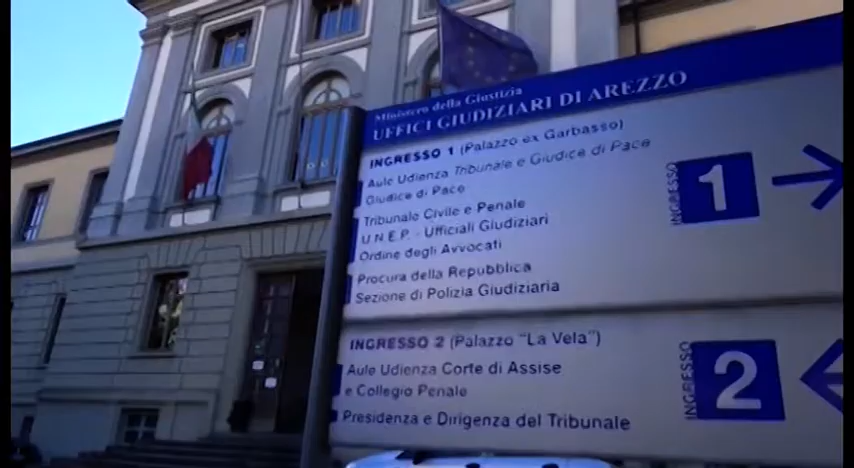 Ministero della Giustizia
UFFICI GIUDIZIARI DI AREZZO
INGRESSO 1 (Palazzo ex Garbasso)
Aule Udienza Tribunale e Giudice di Pace
Giudice di Pace
Tribunale Civile e Penale
U.N.E.P. - Ufficiali Giudiziari
Ordine degli Avvocati
Procura della Repubblica
Sezione di Polizia Giudiziaria
INGRESSO 1
INGRESSO 2 (Palazzo "La Vela")
Aule Udienza Corte di Assise
e Collegio Penale
Presidenza e Dirigenza del Tribunale
INGRESSO 2